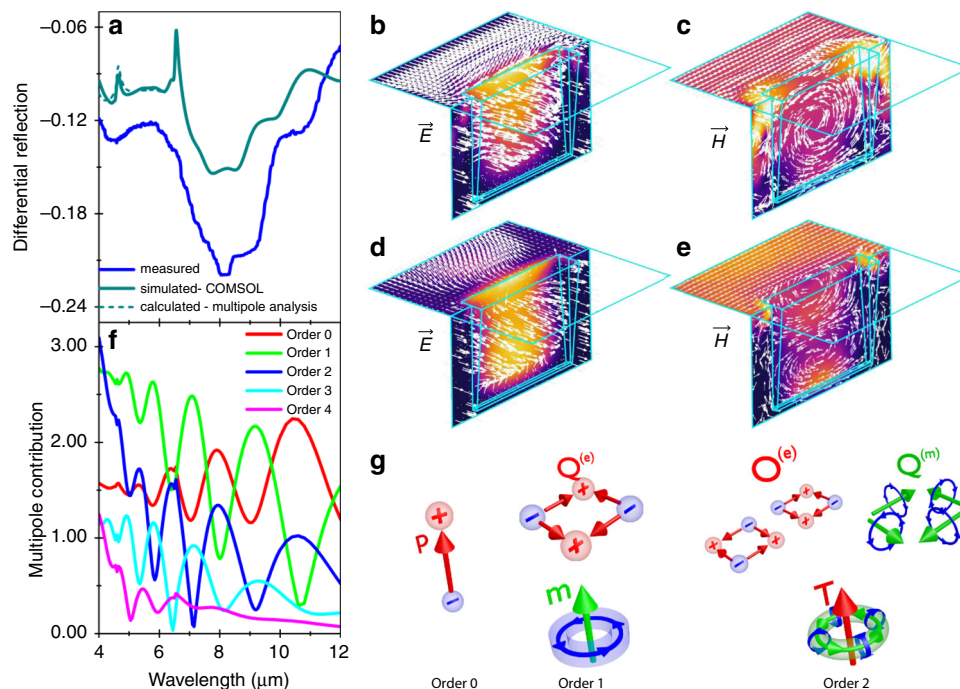 a
−0.06
−0.12
−0.18
−0.24
Differential reflection
measured
simulated- COMSOL
calculated - multipole analysis
b
E
c
H
d
E
e
H
f
3.00
2.00
1.00
0.00
Multipole contribution
Order 0
Order 1
Order 2
Order 3
Order 4
4 6 8 10 12
Wavelength (μm)
g
P
+
−
Q(e)
+
− −
+
m
O(e)
− +
+ −
+ +
− −
Q(m)
T
Order 0 Order 1 Order 2